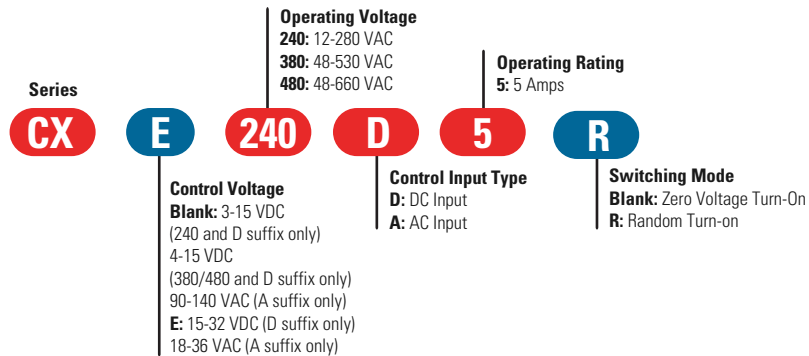 Operating Voltage
240: 12-280 VAC
380: 48-530 VAC
480: 48-660 VAC
Operating Rating
5: 5 Amps
Series
CX E 240 D 5 R
Control Voltage
Blank: 3-15 VDC
(240 and D suffix only)
4-15 VDC
(380/480 and D suffix only)
90-140 VAC (A suffix only)
E: 15-32 VDC (D suffix only)
18-36 VAC (A suffix only)
Control Input Type
D: DC Input
A: AC Input
Switching Mode
Blank: Zero Voltage Turn-On
R: Random Turn-on